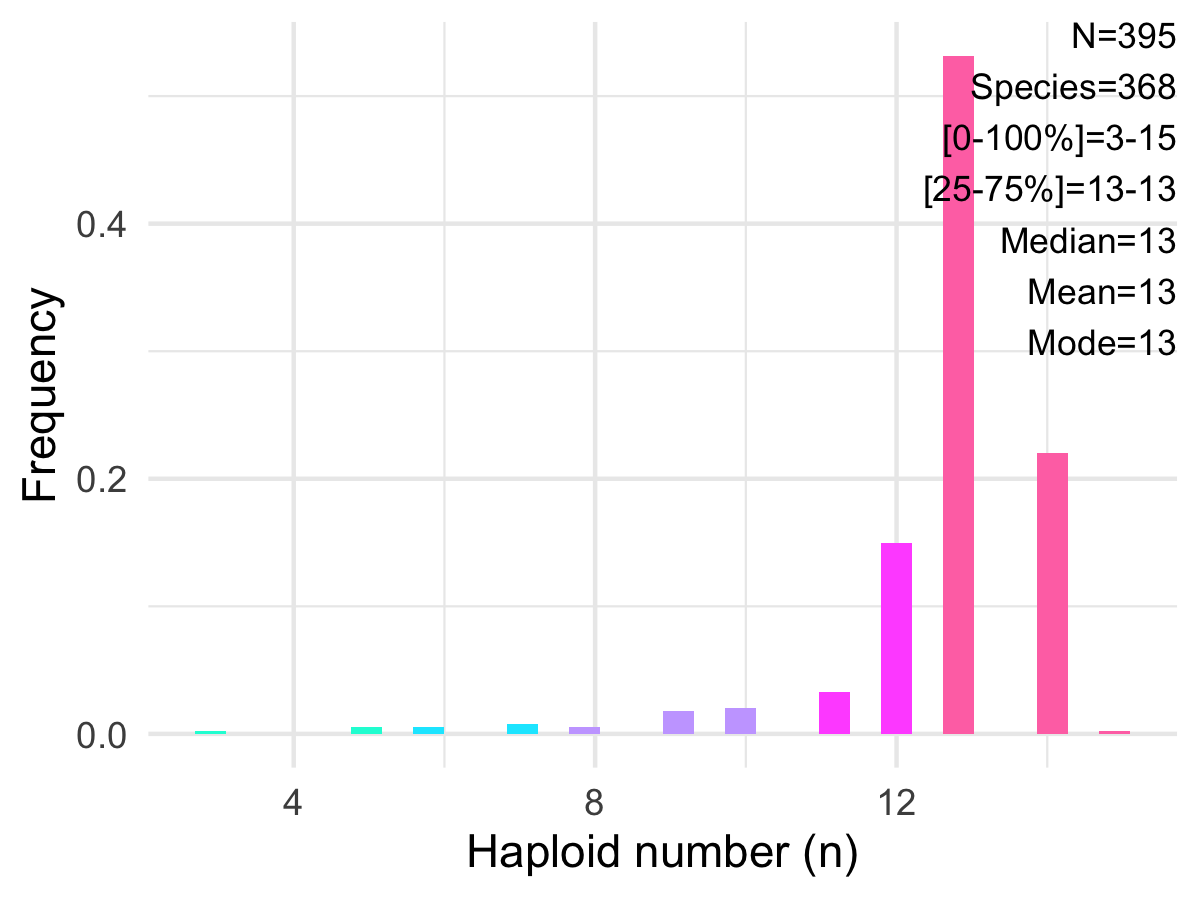 N=395
Species=368
[0-100%]=3-15
[25-75%]=13-13
Median=13
Mean=13
Mode=13
Frequency
0.4
0.2
0.0
4 8 12
Haploid number (n)